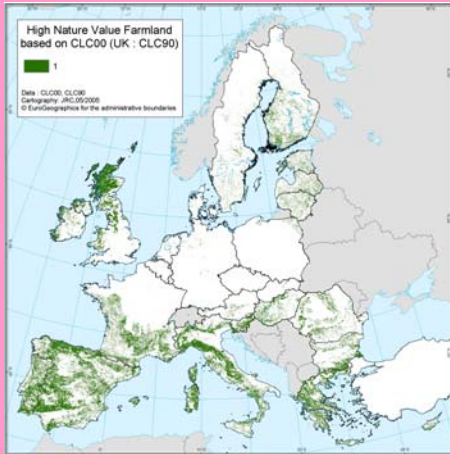 High Nature Value Farmland
based on CLC00 (UK : CLC90)
1
Data : CLC00, CLC90
Cartography: JRC,05/2005
© EuroGeographics for the administrative boundaries